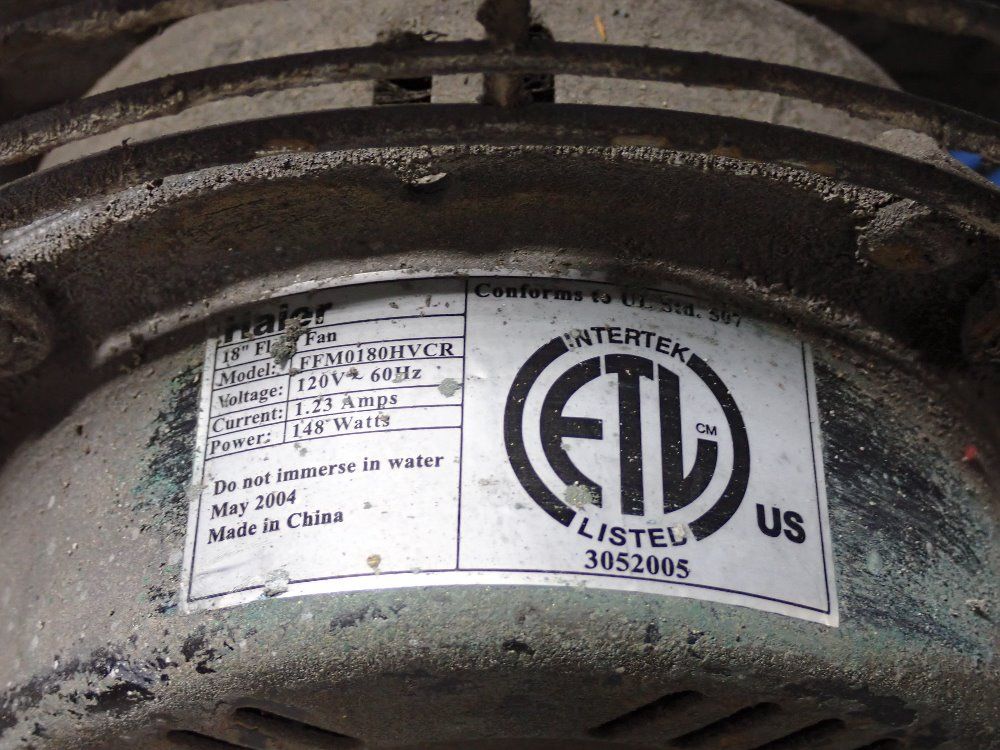 Haier
18" Floor Fan
Model: FFM0180HVCR
Voltage: 120V ~ 60Hz
Current: 1.23 Amps
Power: 148 Watts
Do not immerse in water
May 2004
Made in China
Conforms to UL Std. 507
INTERTEK
ETL
CM
LISTED
US
3052005